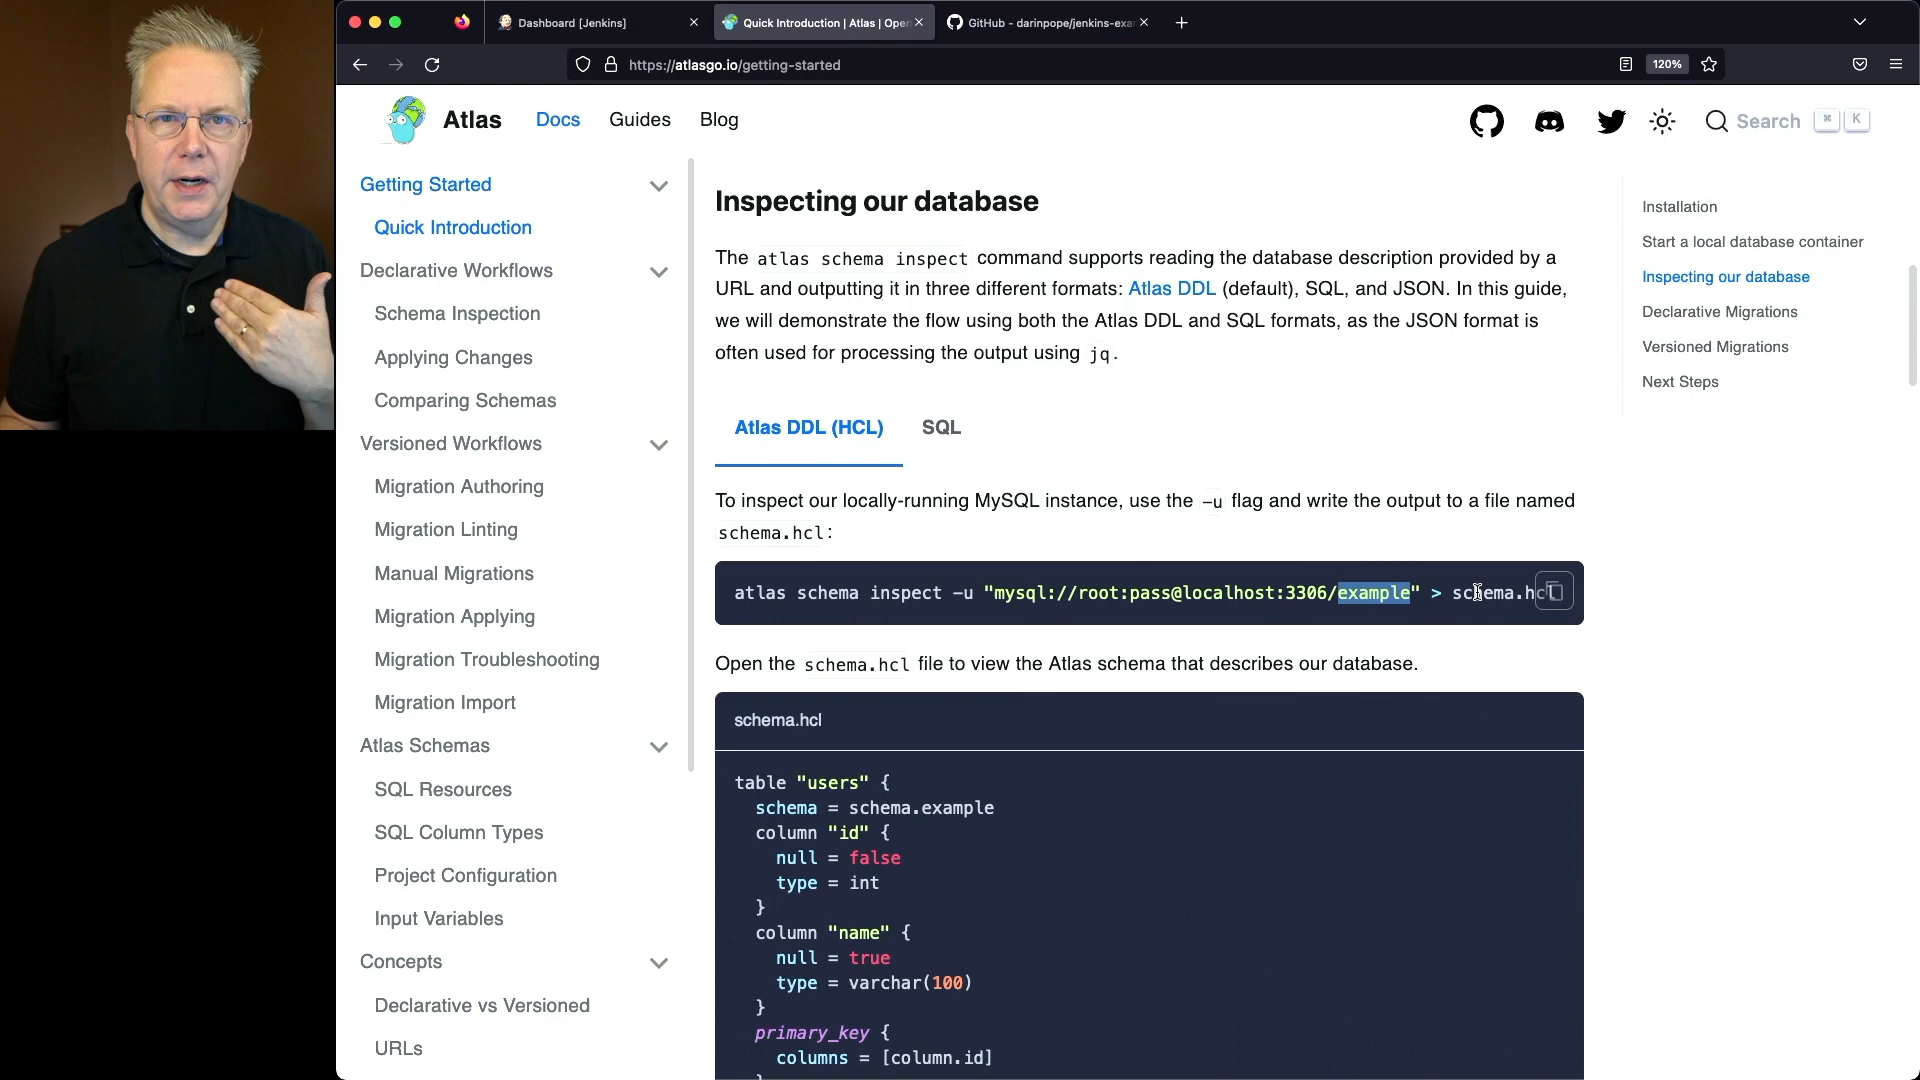 Dashboard [Jenkins]
Quick Introduction | Atlas | Open
GitHub - darinpope/jenkins-exa
https://atlasgo.io/getting-started
120%
Atlas
Docs
Guides
Blog
Search
⌘ K
Getting Started
Quick Introduction
Declarative Workflows
Schema Inspection
Applying Changes
Comparing Schemas
Versioned Workflows
Migration Authoring
Migration Linting
Manual Migrations
Migration Applying
Migration Troubleshooting
Migration Import
Atlas Schemas
SQL Resources
SQL Column Types
Project Configuration
Input Variables
Concepts
Declarative vs Versioned
URLs
Inspecting our database
The atlas schema inspect command supports reading the database description provided by a
URL and outputting it in three different formats: Atlas DDL (default), SQL, and JSON. In this guide,
we will demonstrate the flow using both the Atlas DDL and SQL formats, as the JSON format is
often used for processing the output using jq.
Atlas DDL (HCL)
SQL
To inspect our locally-running MySQL instance, use the -u flag and write the output to a file named
schema.hcl:
atlas schema inspect -u "mysql://root:pass@localhost:3306/example" > schema.hcl
Open the schema.hcl file to view the Atlas schema that describes our database.
schema.hcl
table "users" {
schema = schema.example
column "id" {
null = false
type = int
}
column "name" {
null = true
type = varchar(100)
}
primary_key {
columns = [column.id]
}
Installation
Start a local database container
Inspecting our database
Declarative Migrations
Versioned Migrations
Next Steps